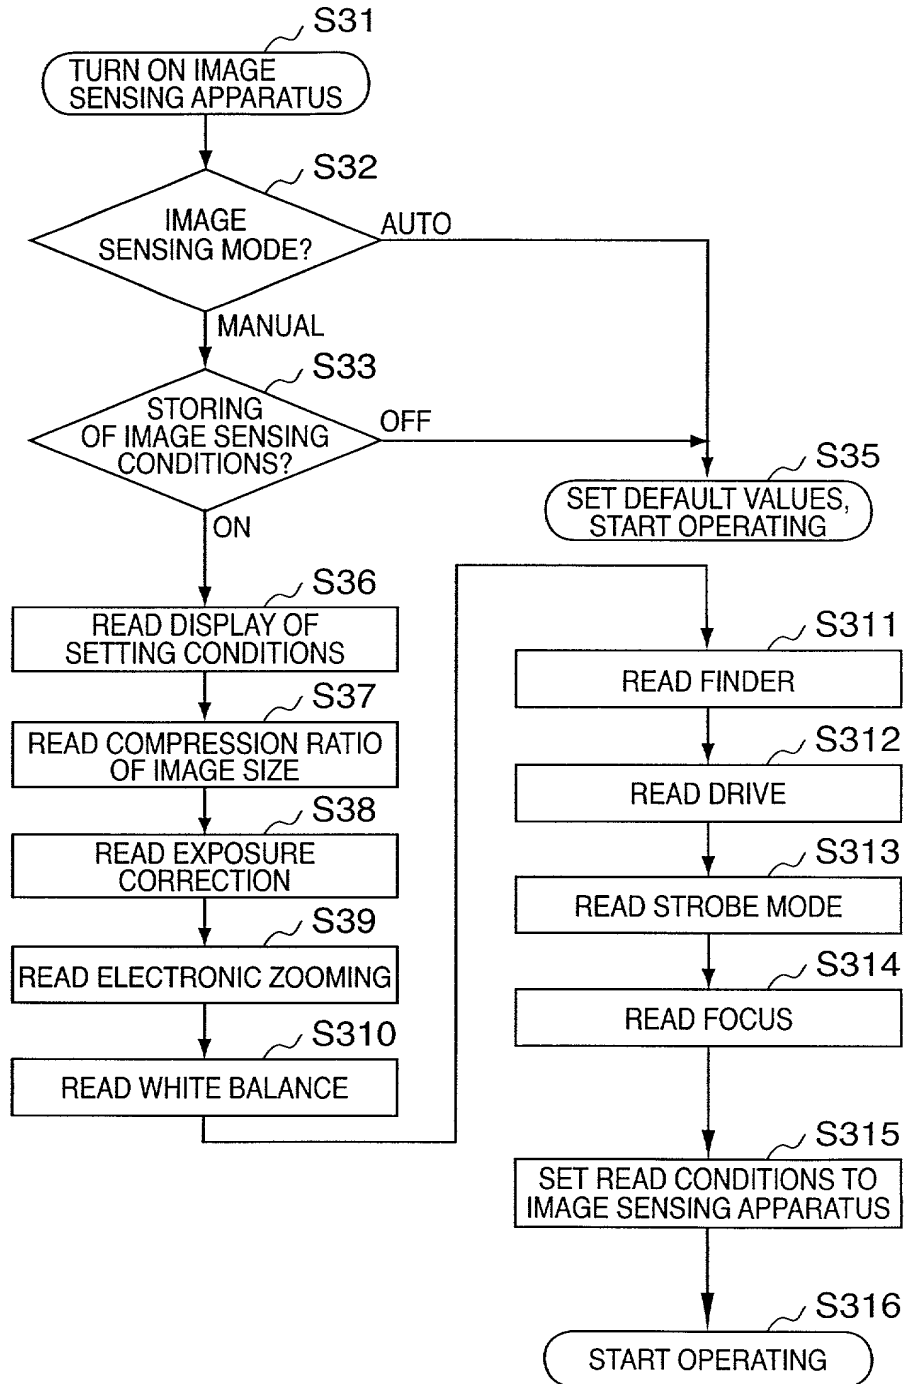 S31
TURN ON IMAGE
SENSING APPARATUS
S32
IMAGE
SENSING MODE?
AUTO
MANUAL
S33
STORING
OF IMAGE SENSING
CONDITIONS?
OFF
ON
S35
SET DEFAULT VALUES,
START OPERATING
S36
READ DISPLAY OF
SETTING CONDITIONS
S37
READ COMPRESSION RATIO
OF IMAGE SIZE
S38
READ EXPOSURE
CORRECTION
S39
READ ELECTRONIC ZOOMING
S310
READ WHITE BALANCE
S311
READ FINDER
S312
READ DRIVE
S313
READ STROBE MODE
S314
READ FOCUS
S315
SET READ CONDITIONS TO
IMAGE SENSING APPARATUS
S316
START OPERATING